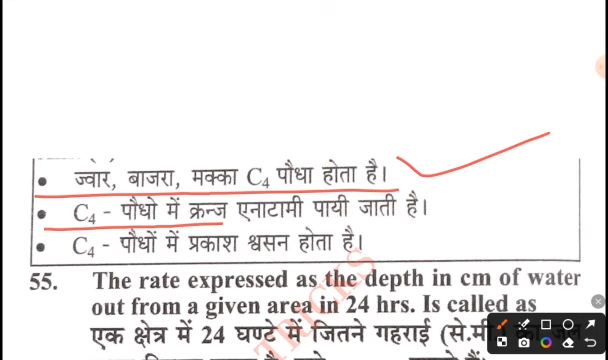 • ज्वार, बाजरा, मक्का C₄ पौधा होता है।
• C₄ - पौधो में क्रन्ज एनाटामी पायी जाती है।
• C₄ - पौधों में प्रकाश श्वसन होता है।
55. The rate expressed as the depth in cm of water
out from a given area in 24 hrs. Is called as
एक क्षेत्र में 24 घण्टे में जितने गहराई (से.मी.
TRICKS